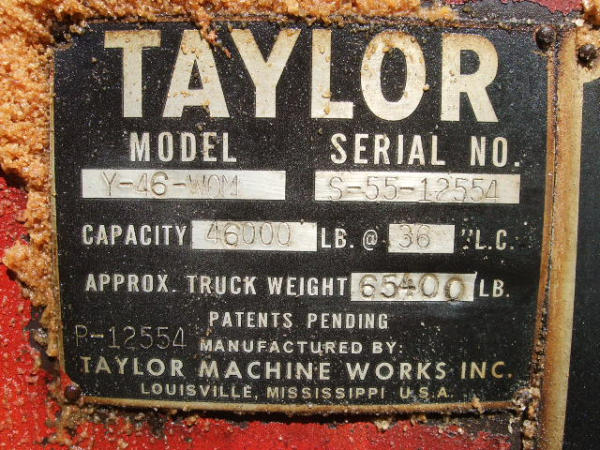 TAYLOR
MODEL SERIAL NO.
Y-46-WOM S-55-12554
CAPACITY 46000 LB. @ 36 "L.C.
APPROX. TRUCK WEIGHT 65400 LB.
PATENTS PENDING
P-12554 MANUFACTURED BY
TAYLOR MACHINE WORKS INC.
LOUISVILLE, MISSISSIPPI U.S.A.